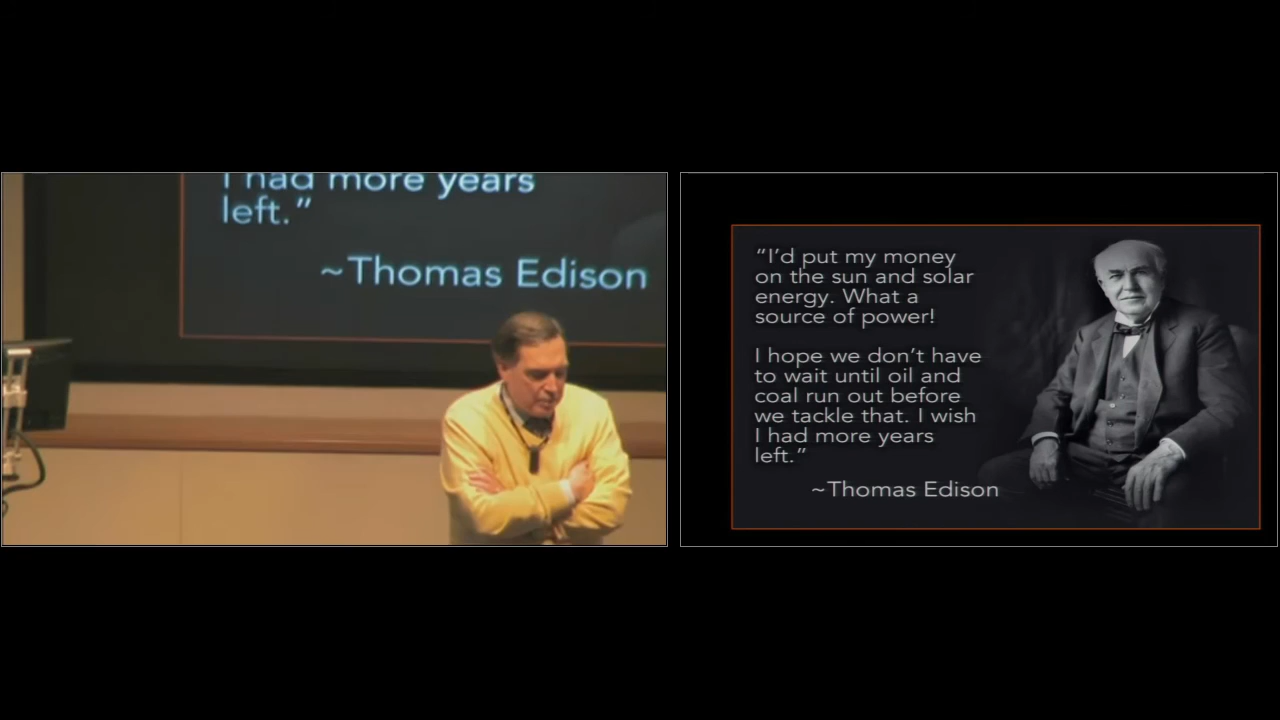 I had more years
left.”
~Thomas Edison
“I’d put my money
on the sun and solar
energy. What a
source of power!
I hope we don’t have
to wait until oil and
coal run out before
we tackle that. I wish
I had more years
left.”
~Thomas Edison